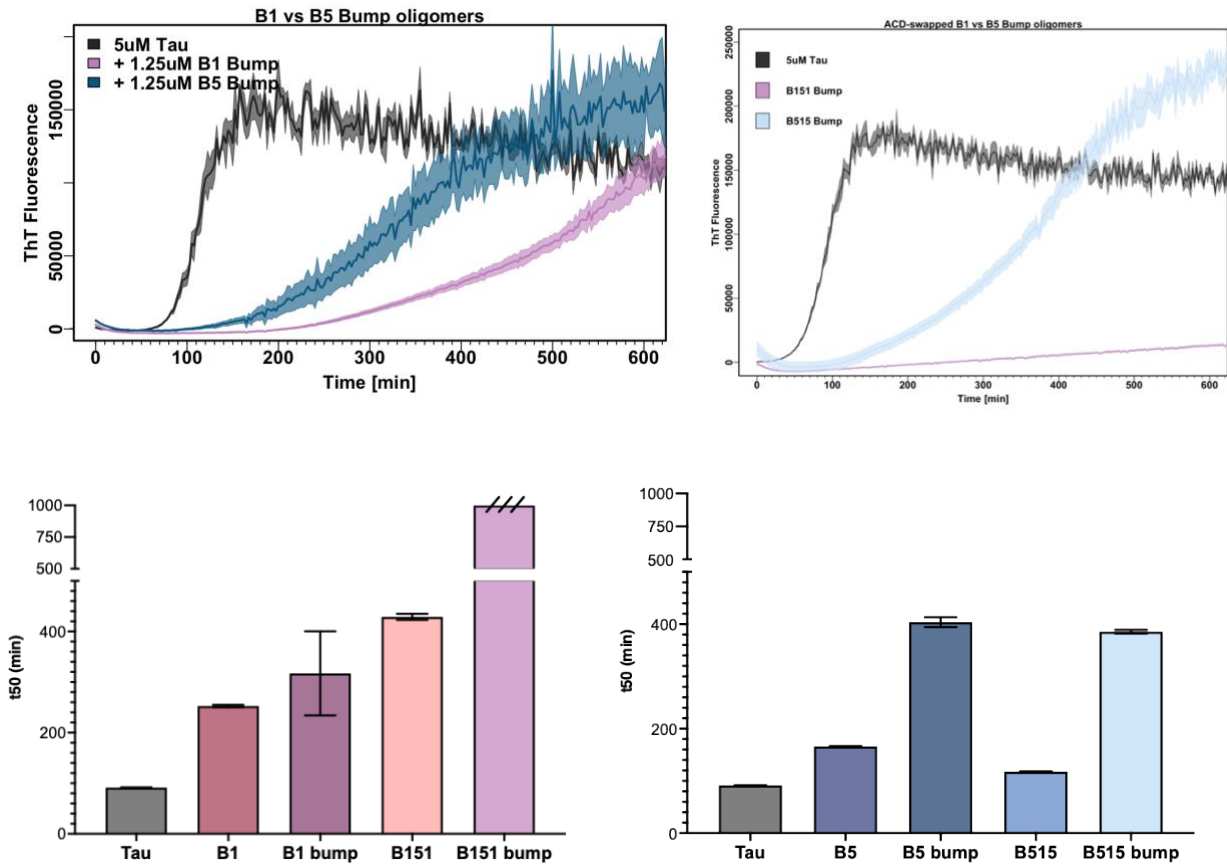 B1 vs B5 Bump oligomers
5uM Tau
+ 1.25uM B1 Bump
+ 1.25uM B5 Bump
ThT Fluorescence
150000
50000
0
0 100 200 300 400 500 600
Time [min]
ACD-swapped B1 vs B5 Bump oligomers
5uM Tau
B151 Bump
B515 Bump
ThT Fluorescence
250000
200000
150000
100000
50000
0
0 100 200 300 400 500 600
Time [min]
t50 (min)
1000
750
500
400
200
0
Tau B1 B1 bump B151 B151 bump
t50 (min)
1000
750
500
400
200
0
Tau B5 B5 bump B515 B515 bump